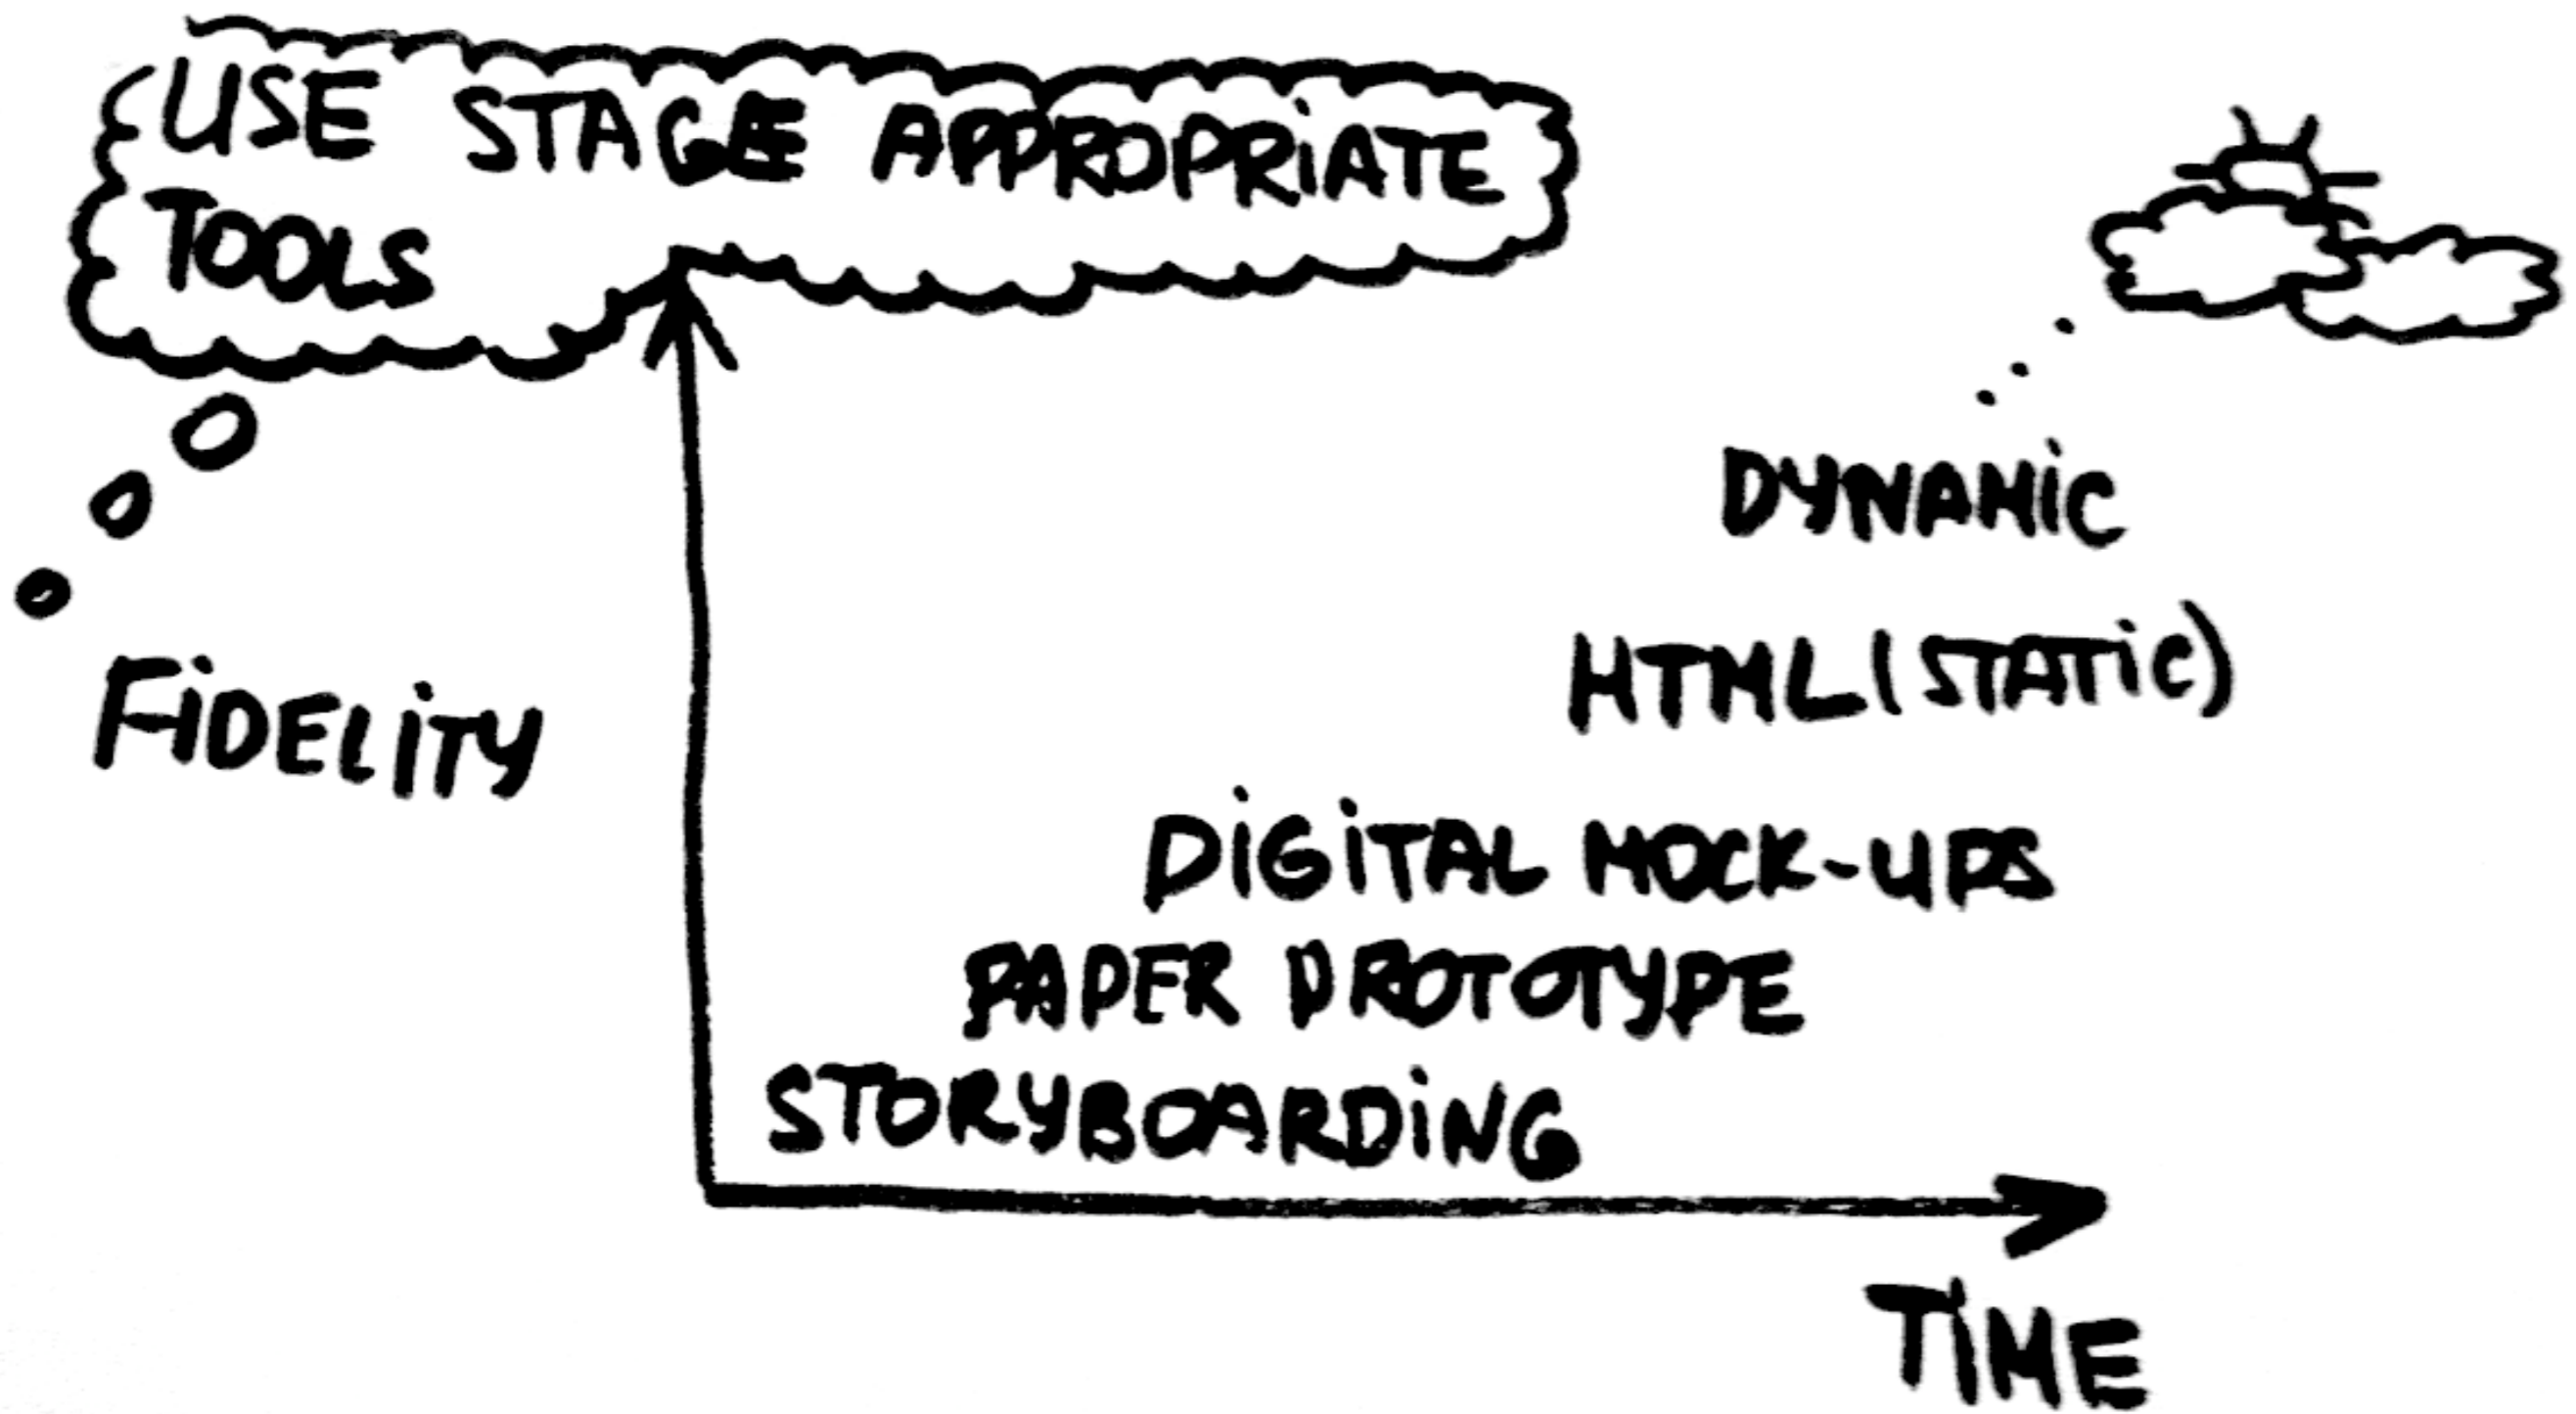 USE STAGE APPROPRIATE
TOOLS
DYNAMIC
HTML (STATIC)
FIDELITY
DIGITAL MOCK-UPS
PAPER PROTOTYPE
STORYBOARDING
TIME